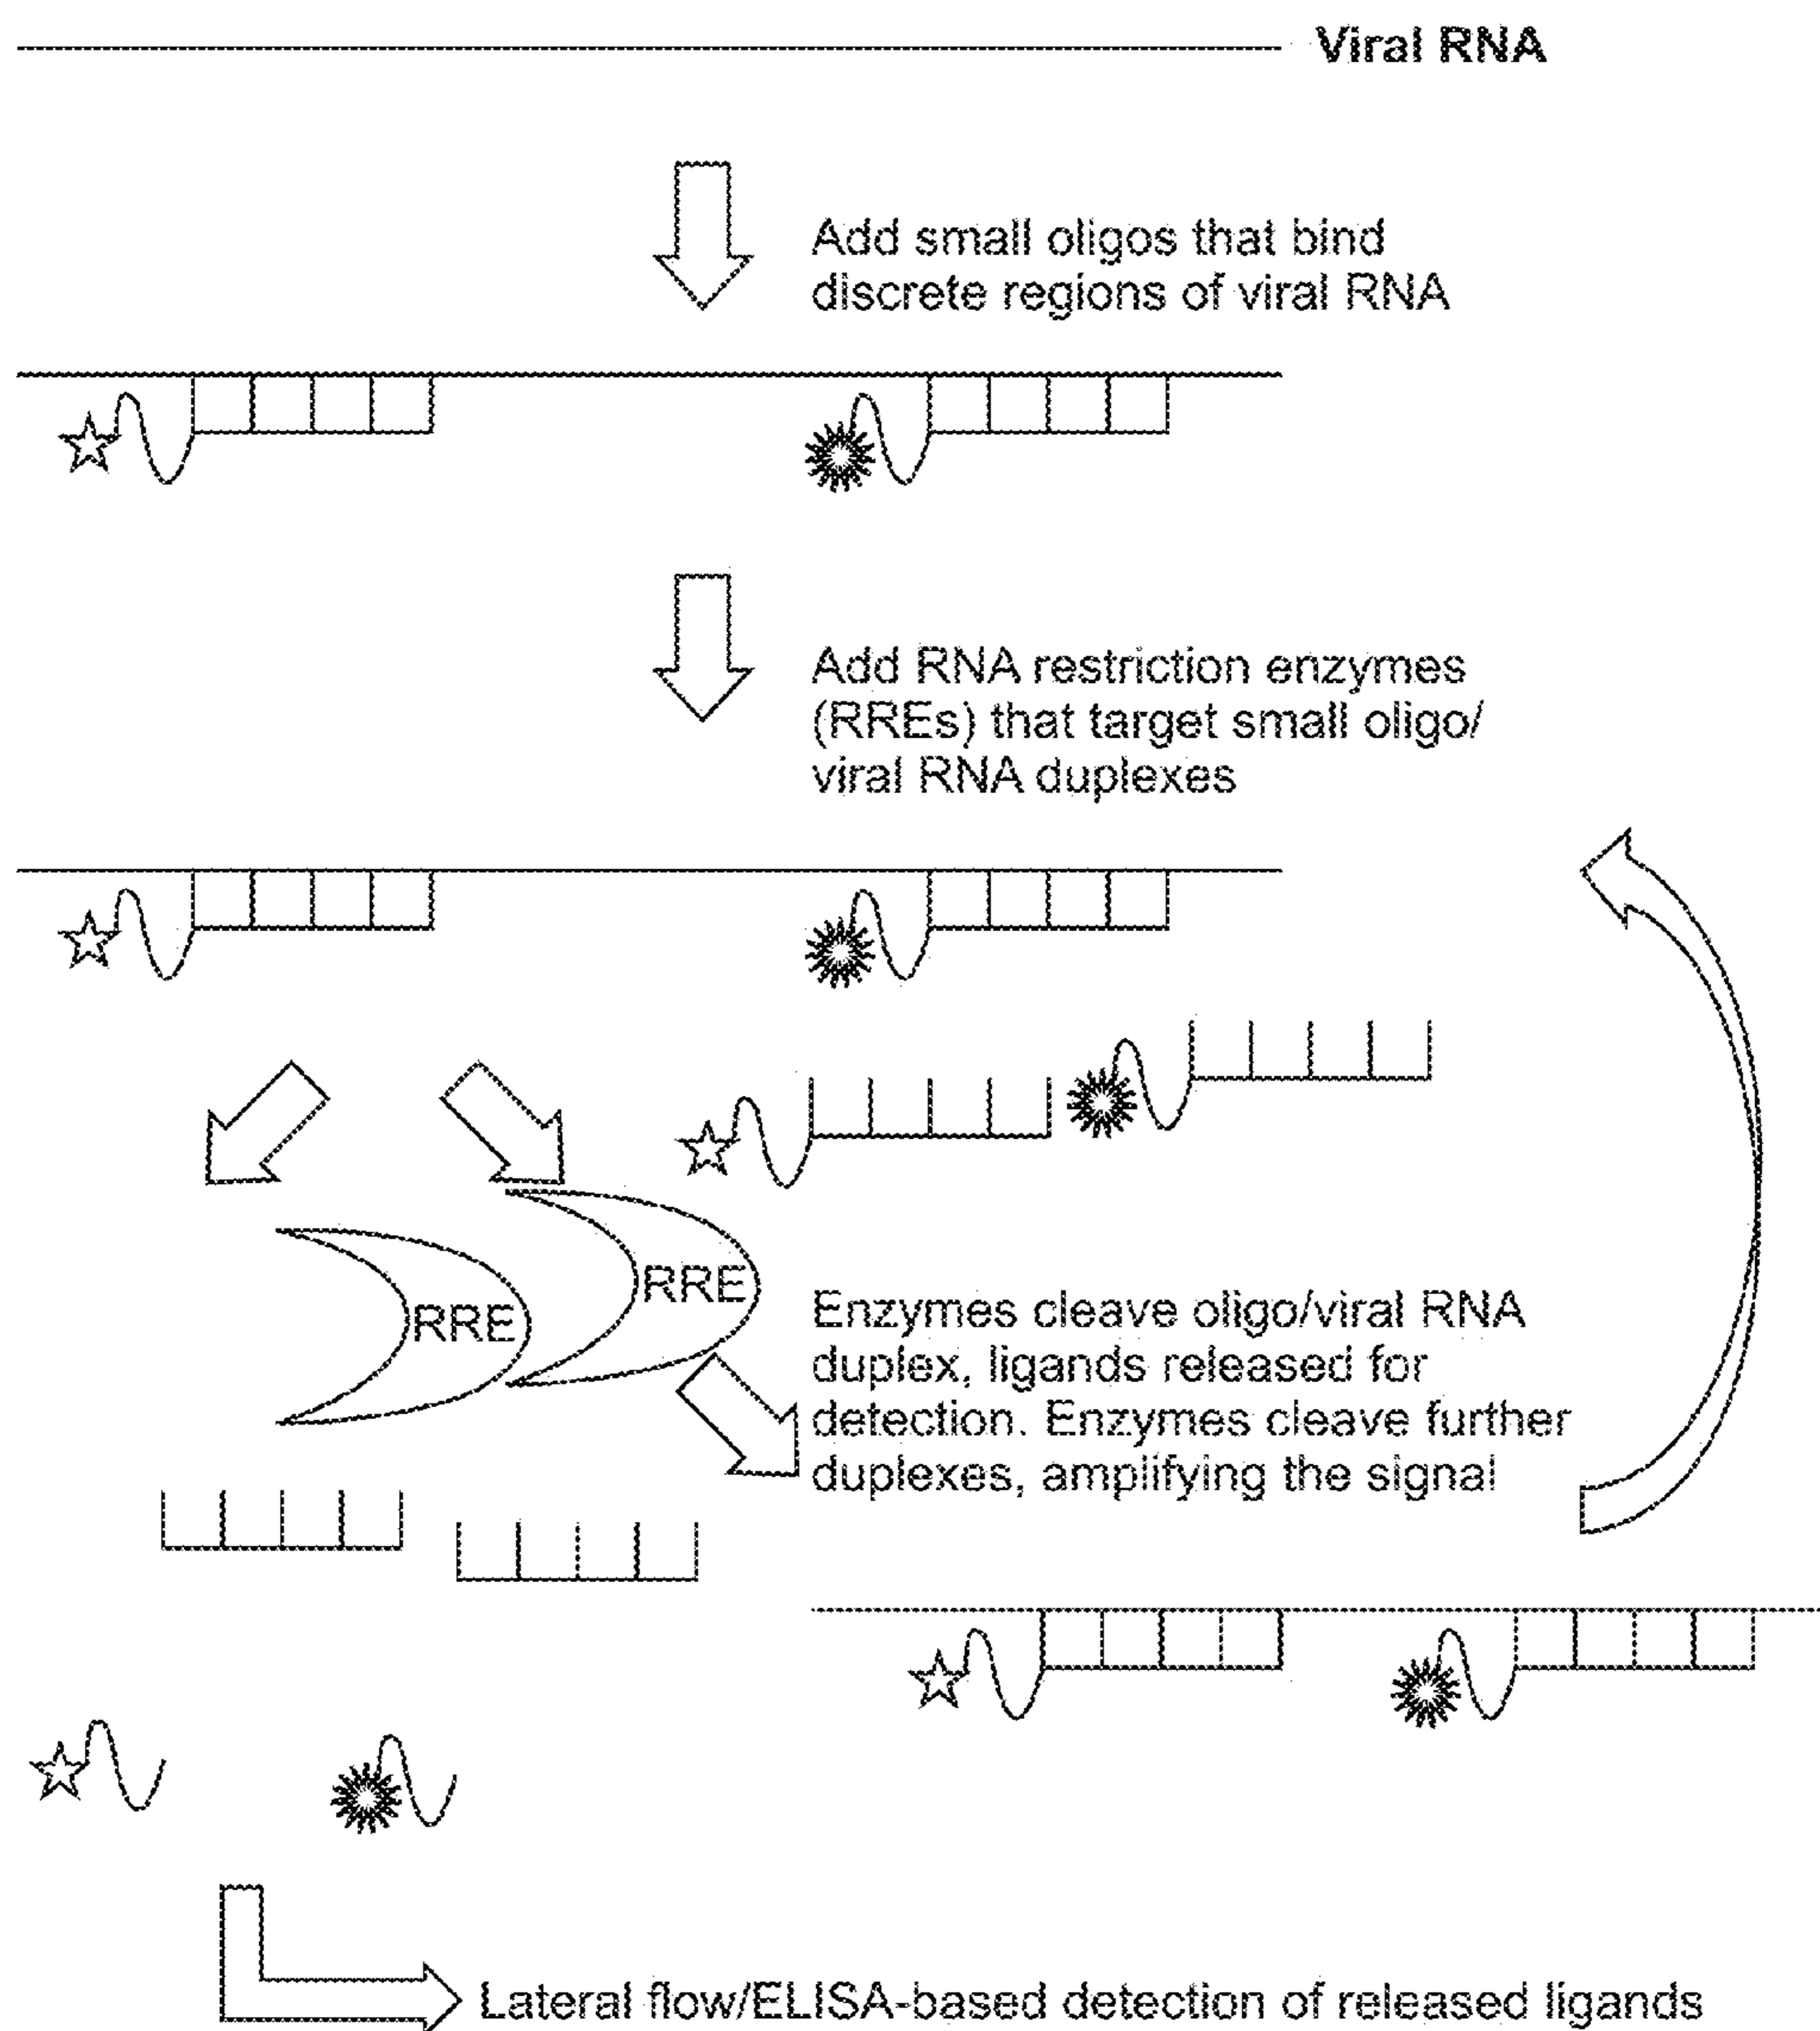 Viral RNA
Add small oligos that bind
discrete regions of viral RNA
Add RNA restriction enzymes
(RREs) that target small oligo/
viral RNA duplexes
RRE
RRE
Enzymes cleave oligo/viral RNA
duplex, ligands released for
detection. Enzymes cleave further
duplexes, amplifying the signal
Lateral flow/ELISA-based detection of released ligands